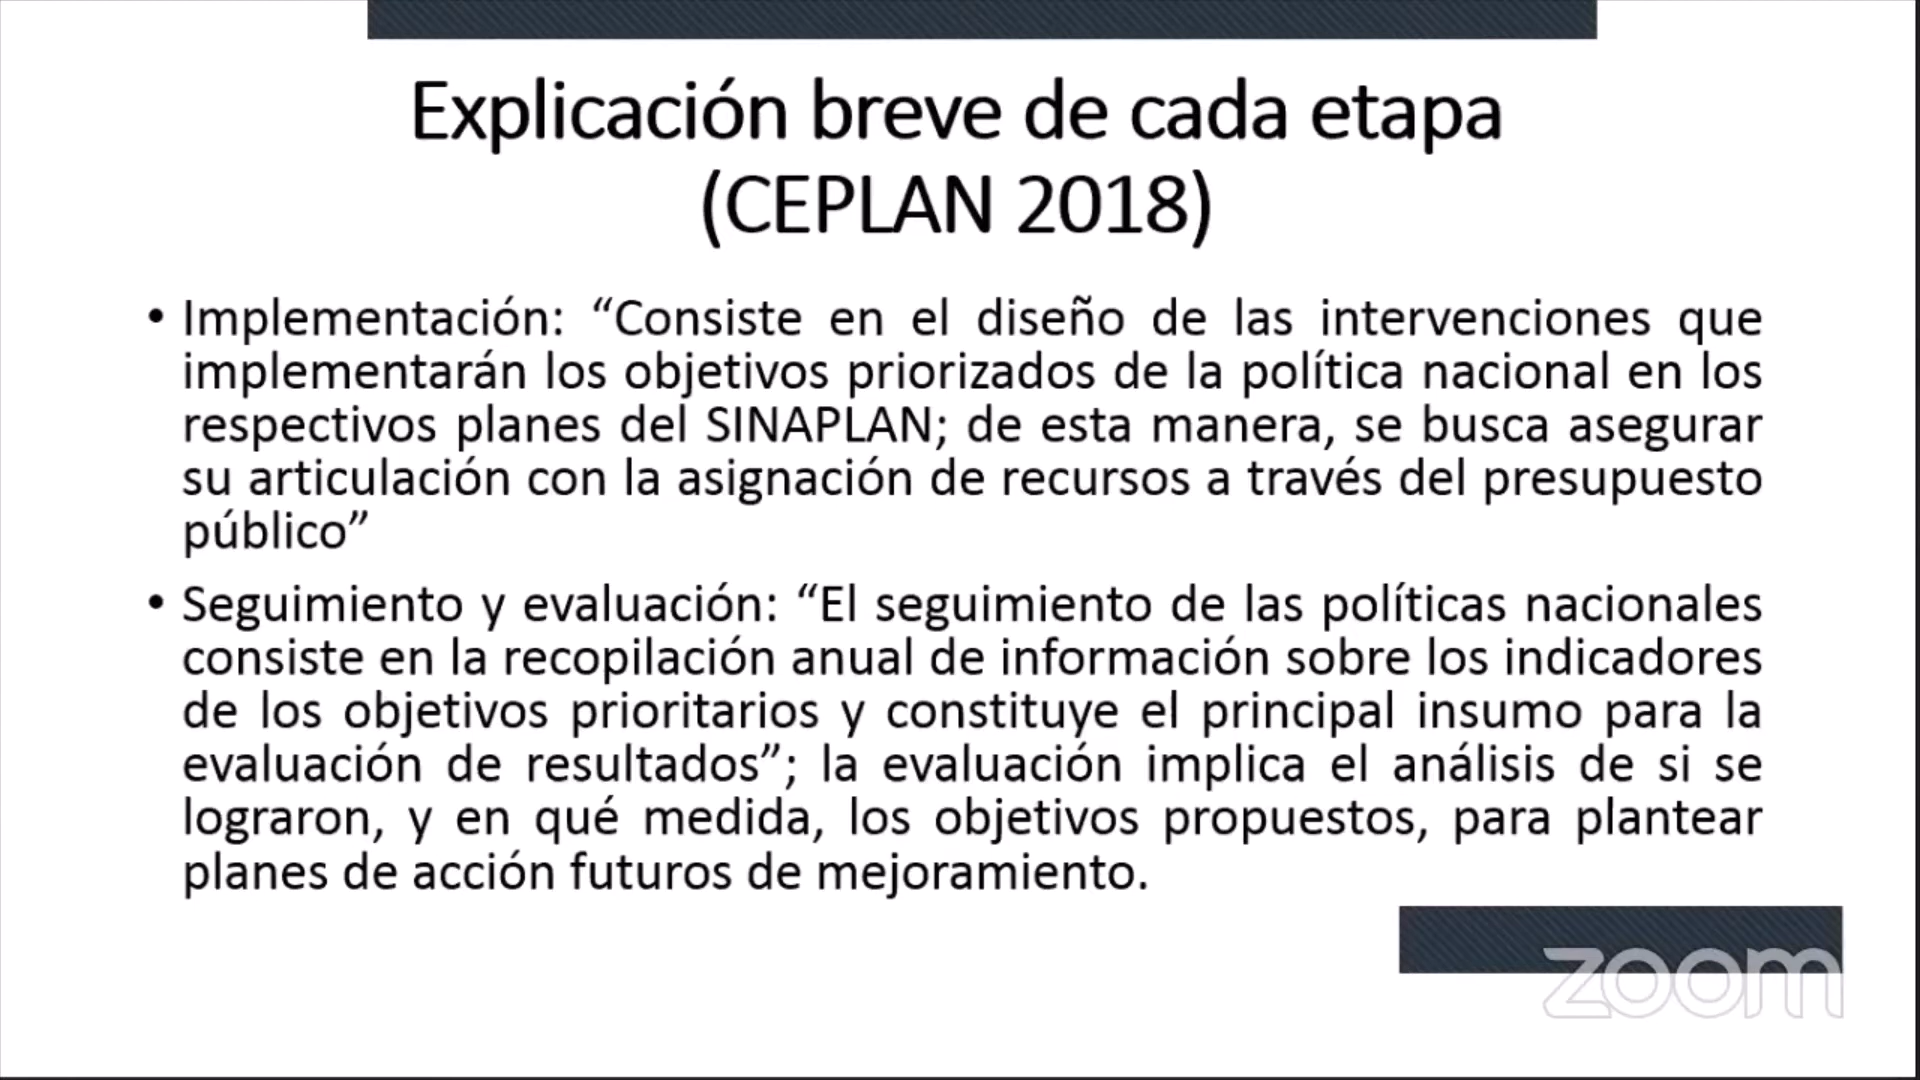 Explicación breve de cada etapa
(CEPLAN 2018)
• Implementación: “Consiste en el diseño de las intervenciones que
implementarán los objetivos priorizados de la política nacional en los
respectivos planes del SINAPLAN; de esta manera, se busca asegurar
su articulación con la asignación de recursos a través del presupuesto
público”
• Seguimiento y evaluación: “El seguimiento de las políticas nacionales
consiste en la recopilación anual de información sobre los indicadores
de los objetivos prioritarios y constituye el principal insumo para la
evaluación de resultados”; la evaluación implica el análisis de si se
lograron, y en qué medida, los objetivos propuestos, para plantear
planes de acción futuros de mejoramiento.
zoom